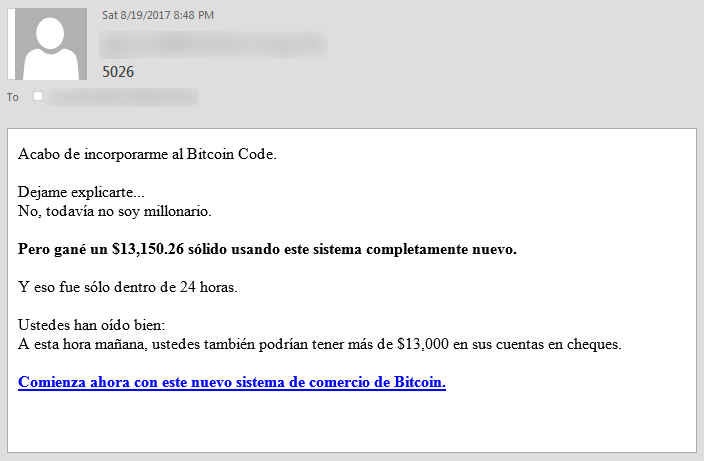 Sat 8/19/2017 8:48 PM
5026
To
Acabo de incorporarme al Bitcoin Code.
Dejame explicarte...
No, todavía no soy millonario.
Pero gané un $13,150.26 sólido usando este sistema completamente nuevo.
Y eso fue sólo dentro de 24 horas.
Ustedes han oído bien:
A esta hora mañana, ustedes también podrían tener más de $13,000 en sus cuentas en cheques.
Comienza ahora con este nuevo sistema de comercio de Bitcoin.